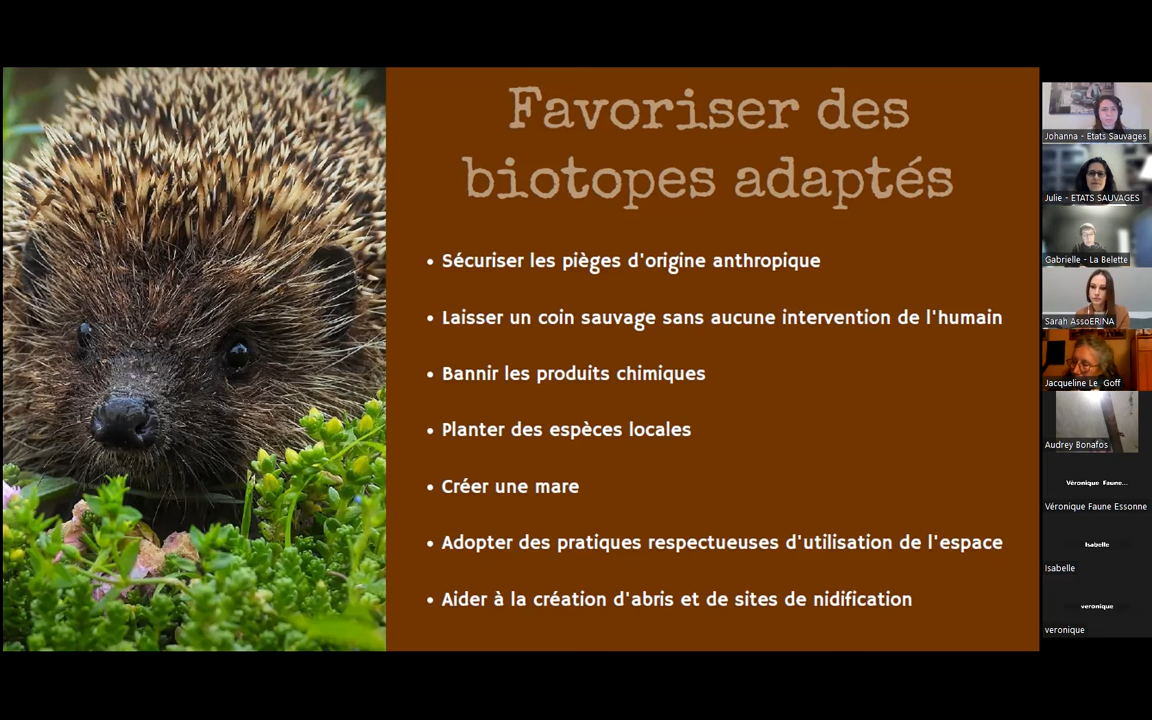 Favoriser des
biotopes adaptés
• Sécuriser les pièges d'origine anthropique
• Laisser un coin sauvage sans aucune intervention de l'humain
• Bannir les produits chimiques
• Planter des espèces locales
• Créer une mare
• Adopter des pratiques respectueuses d'utilisation de l'espace
• Aider à la création d'abris et de sites de nidification
Johanna - Etats Sauvages
Julie - ETATS SAUVAGES
Gabrielle - La Belette
Sarah AssoERINA
Jacqueline Le Goff
Audrey Bonafos
Véronique Faune...
Véronique Faune Essonne
Isabelle
Isabelle
veronique
veronique